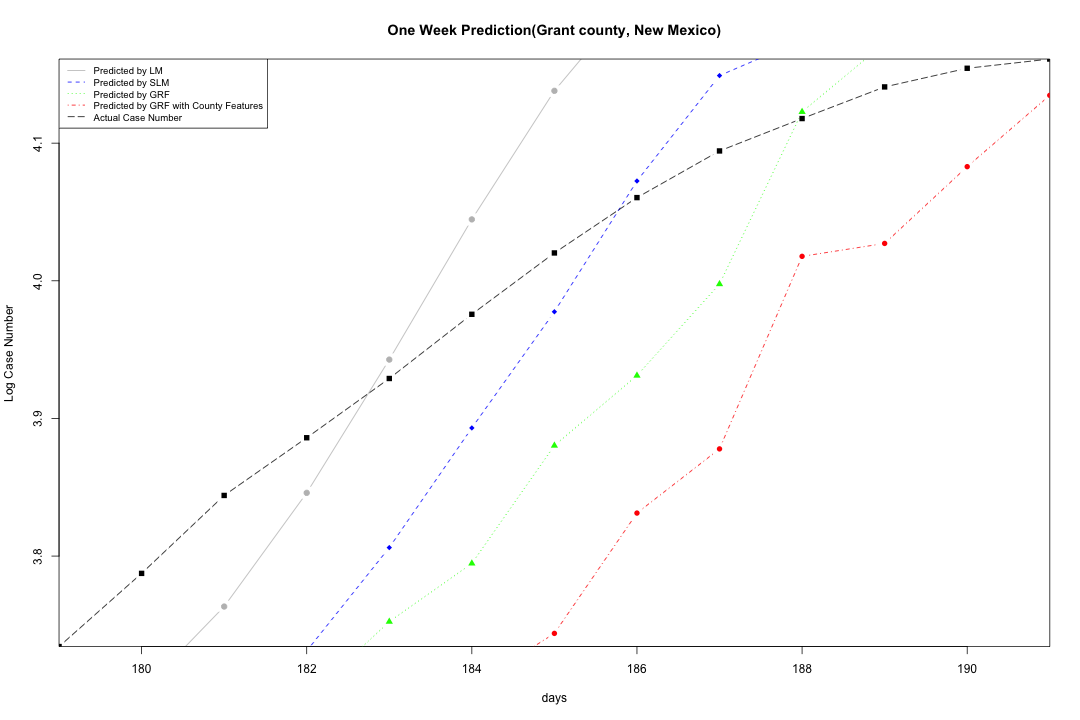 One Week Prediction(Grant county, New Mexico)
Predicted by LM
Predicted by SLM
Predicted by GRF
Predicted by GRF with County Features
Actual Case Number
4.1
4.0
3.9
3.8
Log Case Number
180 182 184 186 188 190
days